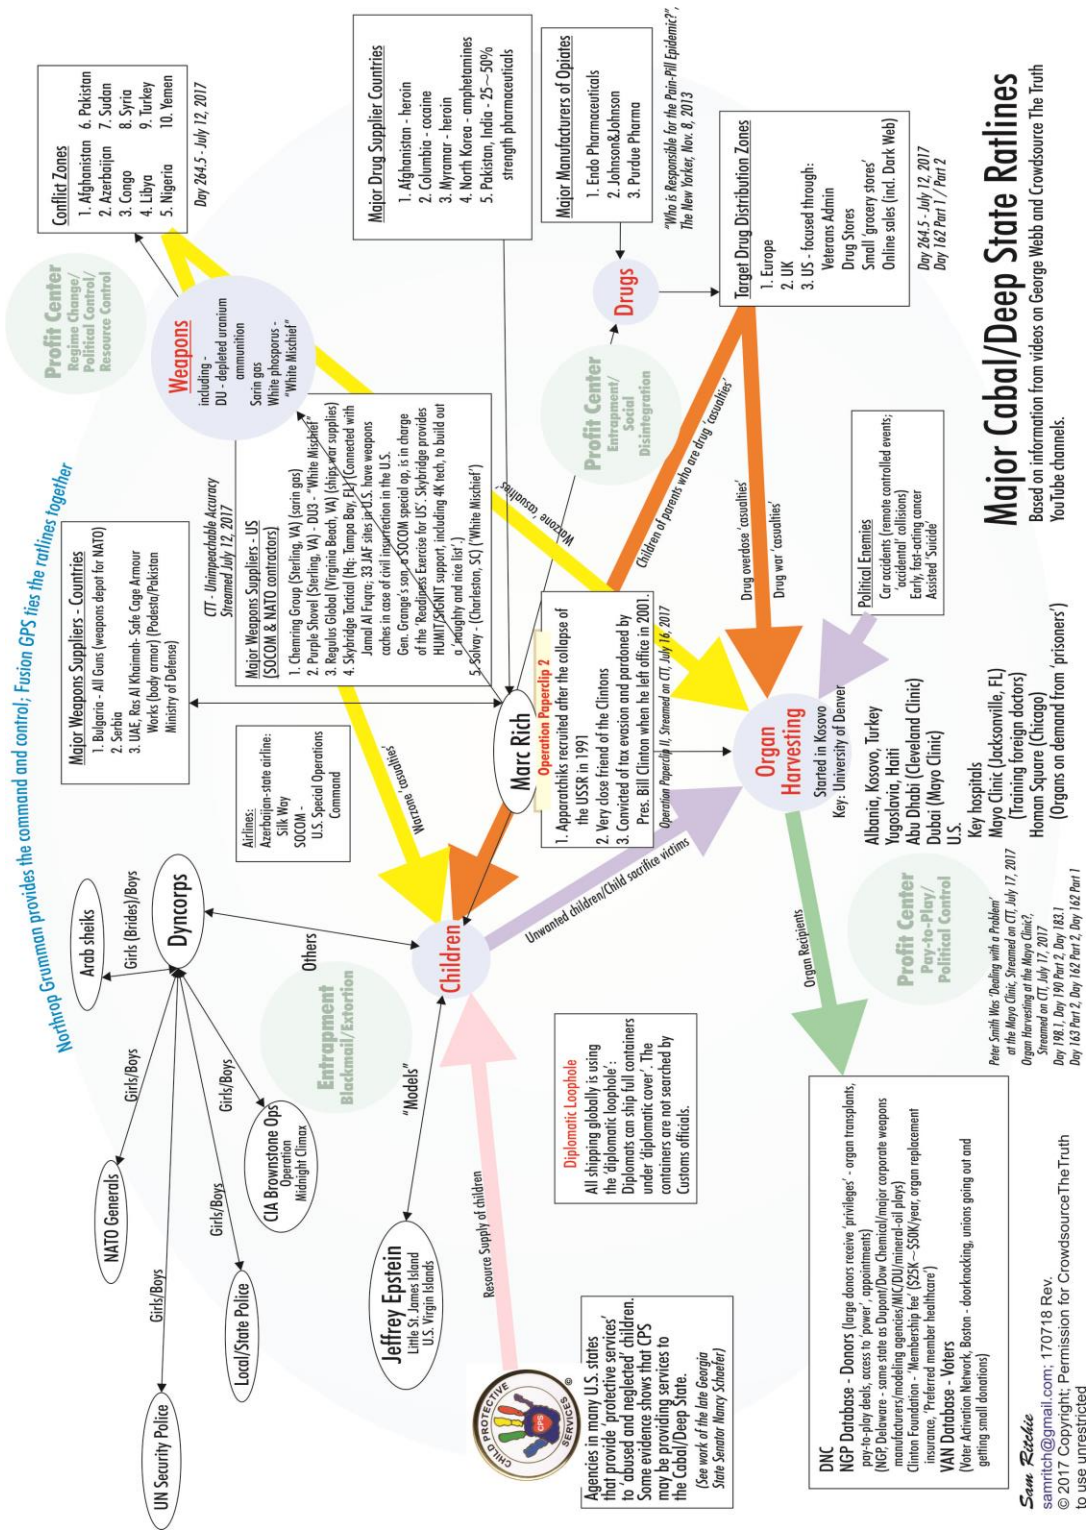 Northrop Grumman provides the command and control; Fusion GPS ties the ratlines together
UN Security Police
NATO Generals
Arab sheiks
Girls/Boys
Girls/Boys
Girls (Brides)/Boys
Dyncorps
Local/State Police
Girls/Boys
CIA Brownstone Ops
Operation
Midnight Climax
Girls/Boys
Others
Entrapment
Blackmail/Extortion
Jeffrey Epstein
Little St. James Island
U.S. Virgin Islands
"Models"
Children
Airlines:
Azerbaijan-state airline:
Silk Way
SOCOM -
U.S. Special Operations
Command
Major Weapons Suppliers - Countries
1. Bulgaria - All Guns (weapons depot for NATO)
2. Serbia
3. UAE, Ras Al Khaimah- Safe Cage Armour
Works (body armor) (Podesta/Pakistan
Ministry of Defense)
CTT - Unimpeachable Accuracy
Streamed July 12, 2017
Major Weapons Suppliers - US
(SOCOM & NATO contractors)
1. Chemring Group (Sterling, VA) (sarin gas)
2. Purple Shovel (Sterling, VA) - DU3 - "White Mischief"
3. Regulus Global (Virginia Beach, VA) (ships war supplies)
4. Skybridge Tactical (Hq: Tampa Bay, FL) (Connected with
Jamal Al Fuqra; 33 JAF sites in U.S. have weapons
caches in case of civil insurrection in the U.S.
Gen. Grange's son, a SOCOM special op, is in charge
of the 'Readiness Exercise for US'. Skybridge provides
HUMIT/SIGNIT support, including 4K tech, to build out
a 'naughty and nice list'.)
5. Solvay - (Charleston, SC) ('White Mischief')
Profit Center
Regime Change/
Political Control/
Resource Control
Weapons
including -
DU - depleted uranium
ammunition
Sarin gas
White phosporus -
"White Mischief"
Conflict Zones
1. Afghanistan 6. Pakistan
2. Azerbaijan 7. Sudan
3. Congo 8. Syria
4. Libya 9. Turkey
5. Nigeria 10. Yemen
Day 264.5 - July 12, 2017
Major Drug Supplier Countries
1. Afghanistan - heroin
2. Columbia - cocaine
3. Myramar - heroin
4. North Korea - amphetamines
5. Pakistan, India - 25~50%
strength pharmaceuticals
Major Manufacturers of Opiates
1. Endo Pharmaceuticals
2. Johnson&Johnson
3. Purdue Pharma
"Who is Responsible for the Pain-Pill Epidemic?",
The New Yorker, Nov. 8, 2013
Drugs
Profit Center
Entrapment/
Social
Disintegration
Target Drug Distribution Zones
1. Europe
2. UK
3. US - focused through:
Veterans Admin
Drug Stores
Small 'grocery stores'
Online sales (incl. Dark Web)
Day 264.5 - July 12, 2017
Day 162 Part 1 / Part 2
Warzone 'casualties'
Warzone 'casualties'
Children of parents who are drug 'casualties'
Drug overdose 'casualties'
Drug war 'casualties'
Marc Rich
Operation Paperclip 2
1. Apparatchiks recruited after the collapse of
the USSR in 1991
2. Very close friend of the Clintons
3. Convicted of tax evasion and pardoned by
Pres. Bill Clinton when he left office in 2001.
Operation Paperclip II, Streamed on CTT, July 16, 2017
Unwanted children/Child sacrifice victims
Resource Supply of children
CHILD PROTECTIVE
SERVICES
CPS
©
Agencies in many U.S. states
that provide 'protective services'
to 'abused and neglected' children.
Some evidence shows that CPS
may be providing services to
the Cabal/Deep State.
(See work of the late Georgia
State Senator Nancy Schaefer)
Diplomatic Loophole
All shipping globally is using
the 'diplomatic loophole':
Diplomats can ship full containers
under 'diplomatic cover'. The
containers are not searched by
Customs officials.
Organ
Harvesting
Started in Kosovo
Key: University of Denver
Albania, Kosovo, Turkey
Yugoslavia, Haiti
Abu Dhabi (Cleveland Clinic)
Dubai (Mayo Clinic)
U.S.
Key hospitals
Mayo Clinic (Jacksonville, FL)
(Training foreign doctors)
Homan Square (Chicago)
(Organs on demand from 'prisoners')
Political Enemies
Car accidents (remote controlled events;
'accidental' collisions)
Early, fast-acting cancer
Assisted 'Suicide'
Organ Recipients
Profit Center
Pay-to-Play/
Political Control
Peter Smith Was 'Dealing with a Problem'
at the Mayo Clinic, Streamed on CTT, July 17, 2017
Organ Harvesting at the Mayo Clinic?,
Streamed on CTT, July 17, 2017
Day 198.1, Day 190 Part 2, Day 183.1
Day 163 Part 2, Day 162 Part 2, Day 162 Part 1
DNC
NGP Database - Donors (large donors receive 'privileges' - organ transplants,
pay-to-play deals, access to 'power', appointments)
(NGP, Delaware - same state as Dupont/Dow Chemical/major corporate weapons
manufacturers/modeling agencies/MIC/DU/mineral-oil plays)
Clinton Foundation - 'Membership fee' ($25K~$50K/year, organ replacement
insurance, 'Preferred member healthcare')
VAN Database - Voters
(Voter Activation Network, Boston - doorknocking, unions going out and
getting small donations)
Major Cabal/Deep State Ratlines
Based on information from videos on George Webb and Crowdsource The Truth
YouTube channels.
Sam Ritchie
samritch@gmail.com; 170718 Rev.
© 2017 Copyright; Permission for CrowdsourceTheTruth
to use unrestricted